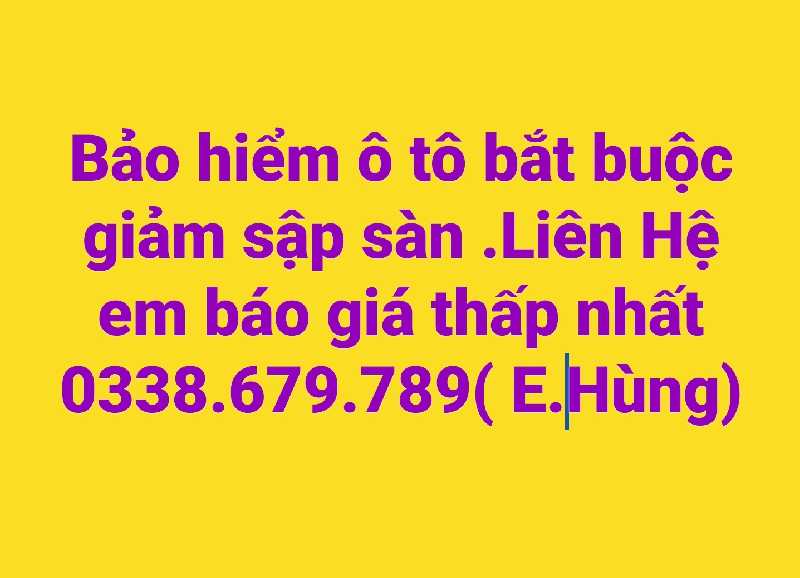 Bảo hiểm ô tô bắt buộc
giảm sập sàn .Liên Hệ
em báo giá thấp nhất
0338.679.789( E.Hùng)